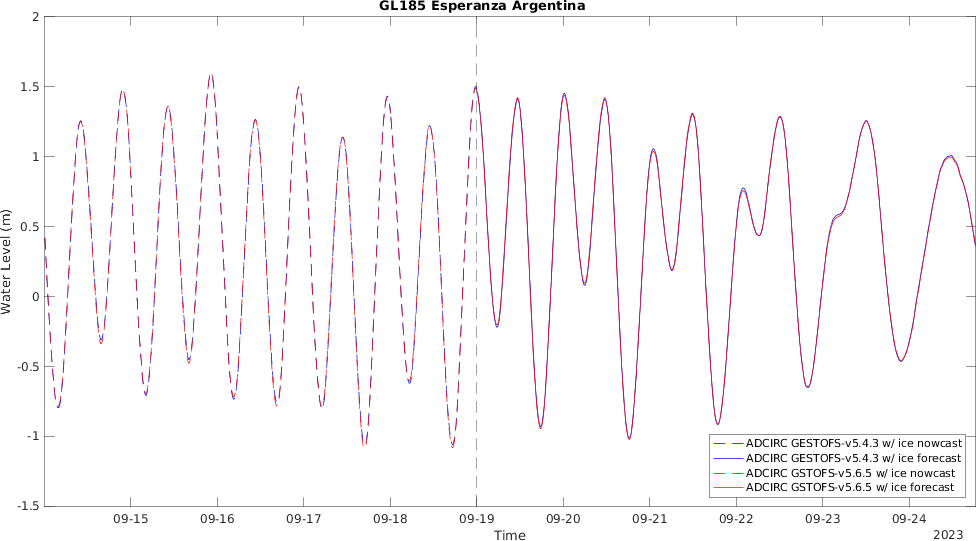 GL185 Esperanza Argentina
2
1.5
1
0.5
0
-0.5
-1
-1.5
Water Level (m)
09-15 09-16 09-17 09-18 09-19 09-20 09-21 09-22 09-23 09-24
Time
2023
ADCIRC GESTOFS-v5.4.3 w/ ice nowcast
ADCIRC GESTOFS-v5.4.3 w/ ice forecast
ADCIRC GSTOFS-v5.6.5 w/ ice nowcast
ADCIRC GSTOFS-v5.6.5 w/ ice forecast